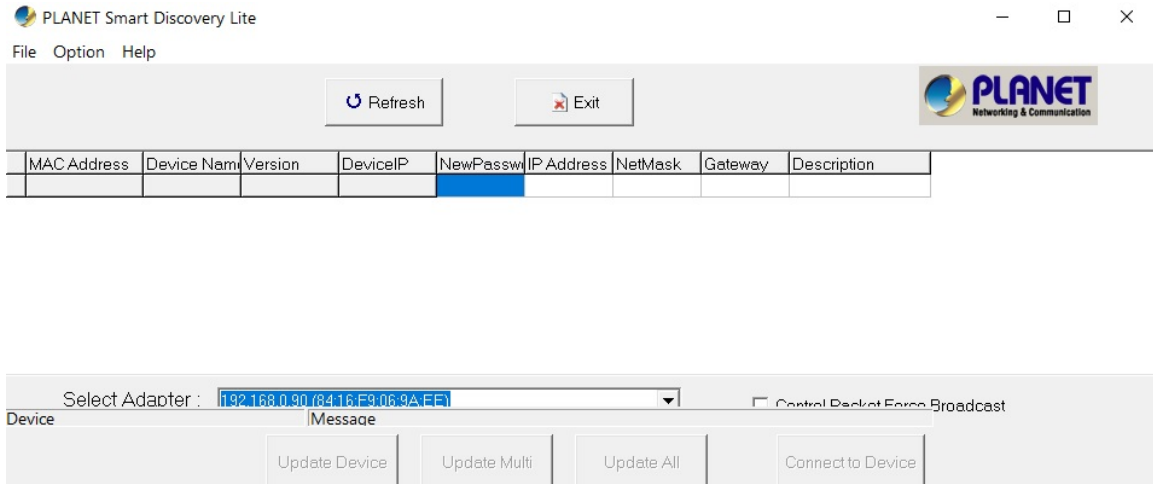 PLANET Smart Discovery Lite
File Option Help
Refresh Exit
PLANET
Networking & Communication
MAC Address Device Nam Version DeviceIP NewPassw IP Address NetMask Gateway Description
Select Adapter : 192.168.0.90 (84:16:F9:06:9A:EE) Control Packet Force Broadcast
Device Message
Update Device Update Multi Update All Connect to Device